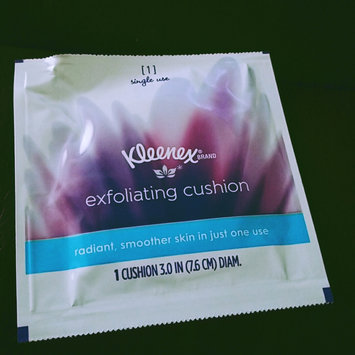 [1]
single use
Kleenex® BRAND
*
exfoliating cushion
radiant, smoother skin in just one use
1 CUSHION 3.0 IN (7.6 CM) DIAM.